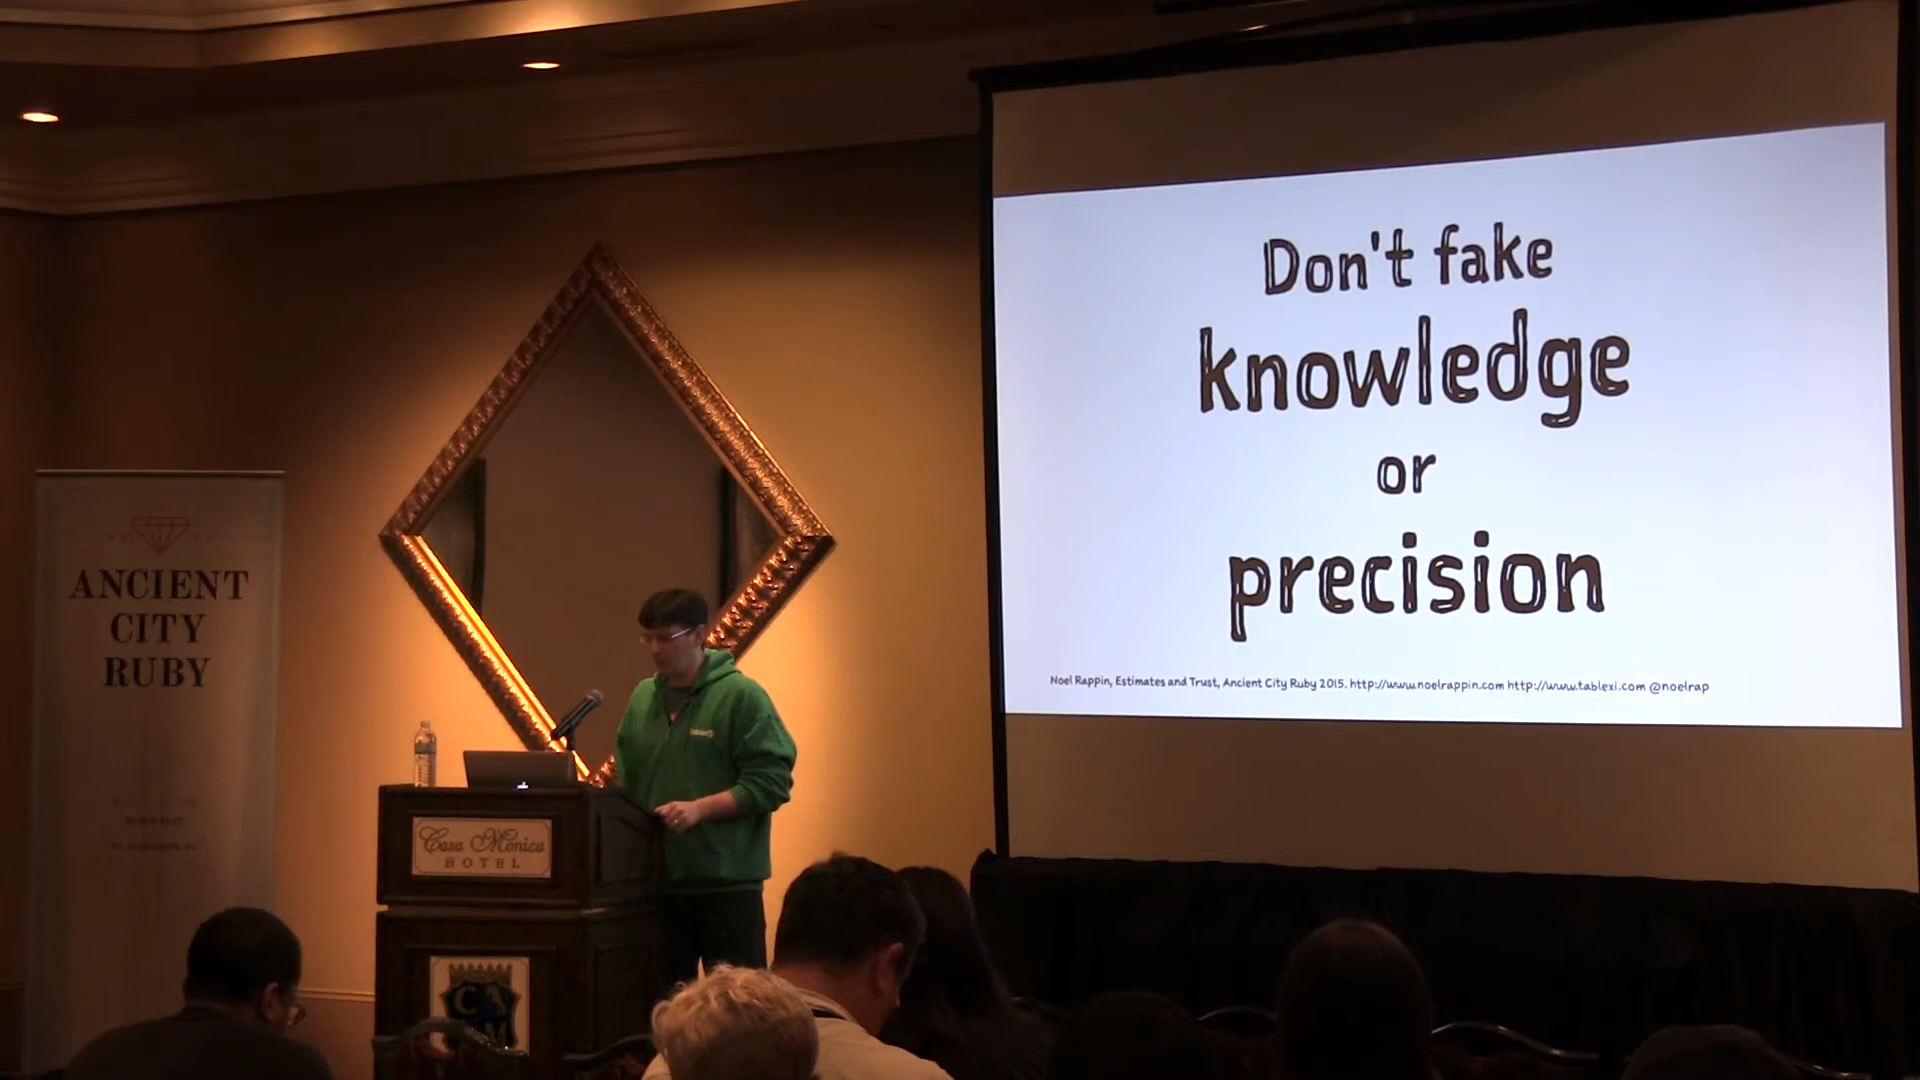 Don't fake
knowledge
or
precision
Noel Rappin, Estimates and Trust, Ancient City Ruby 2015. http://www.noelrappin.com http://www.tablexi.com @noelrap
ANCIENT
CITY
RUBY
Casa Monica
HOTEL